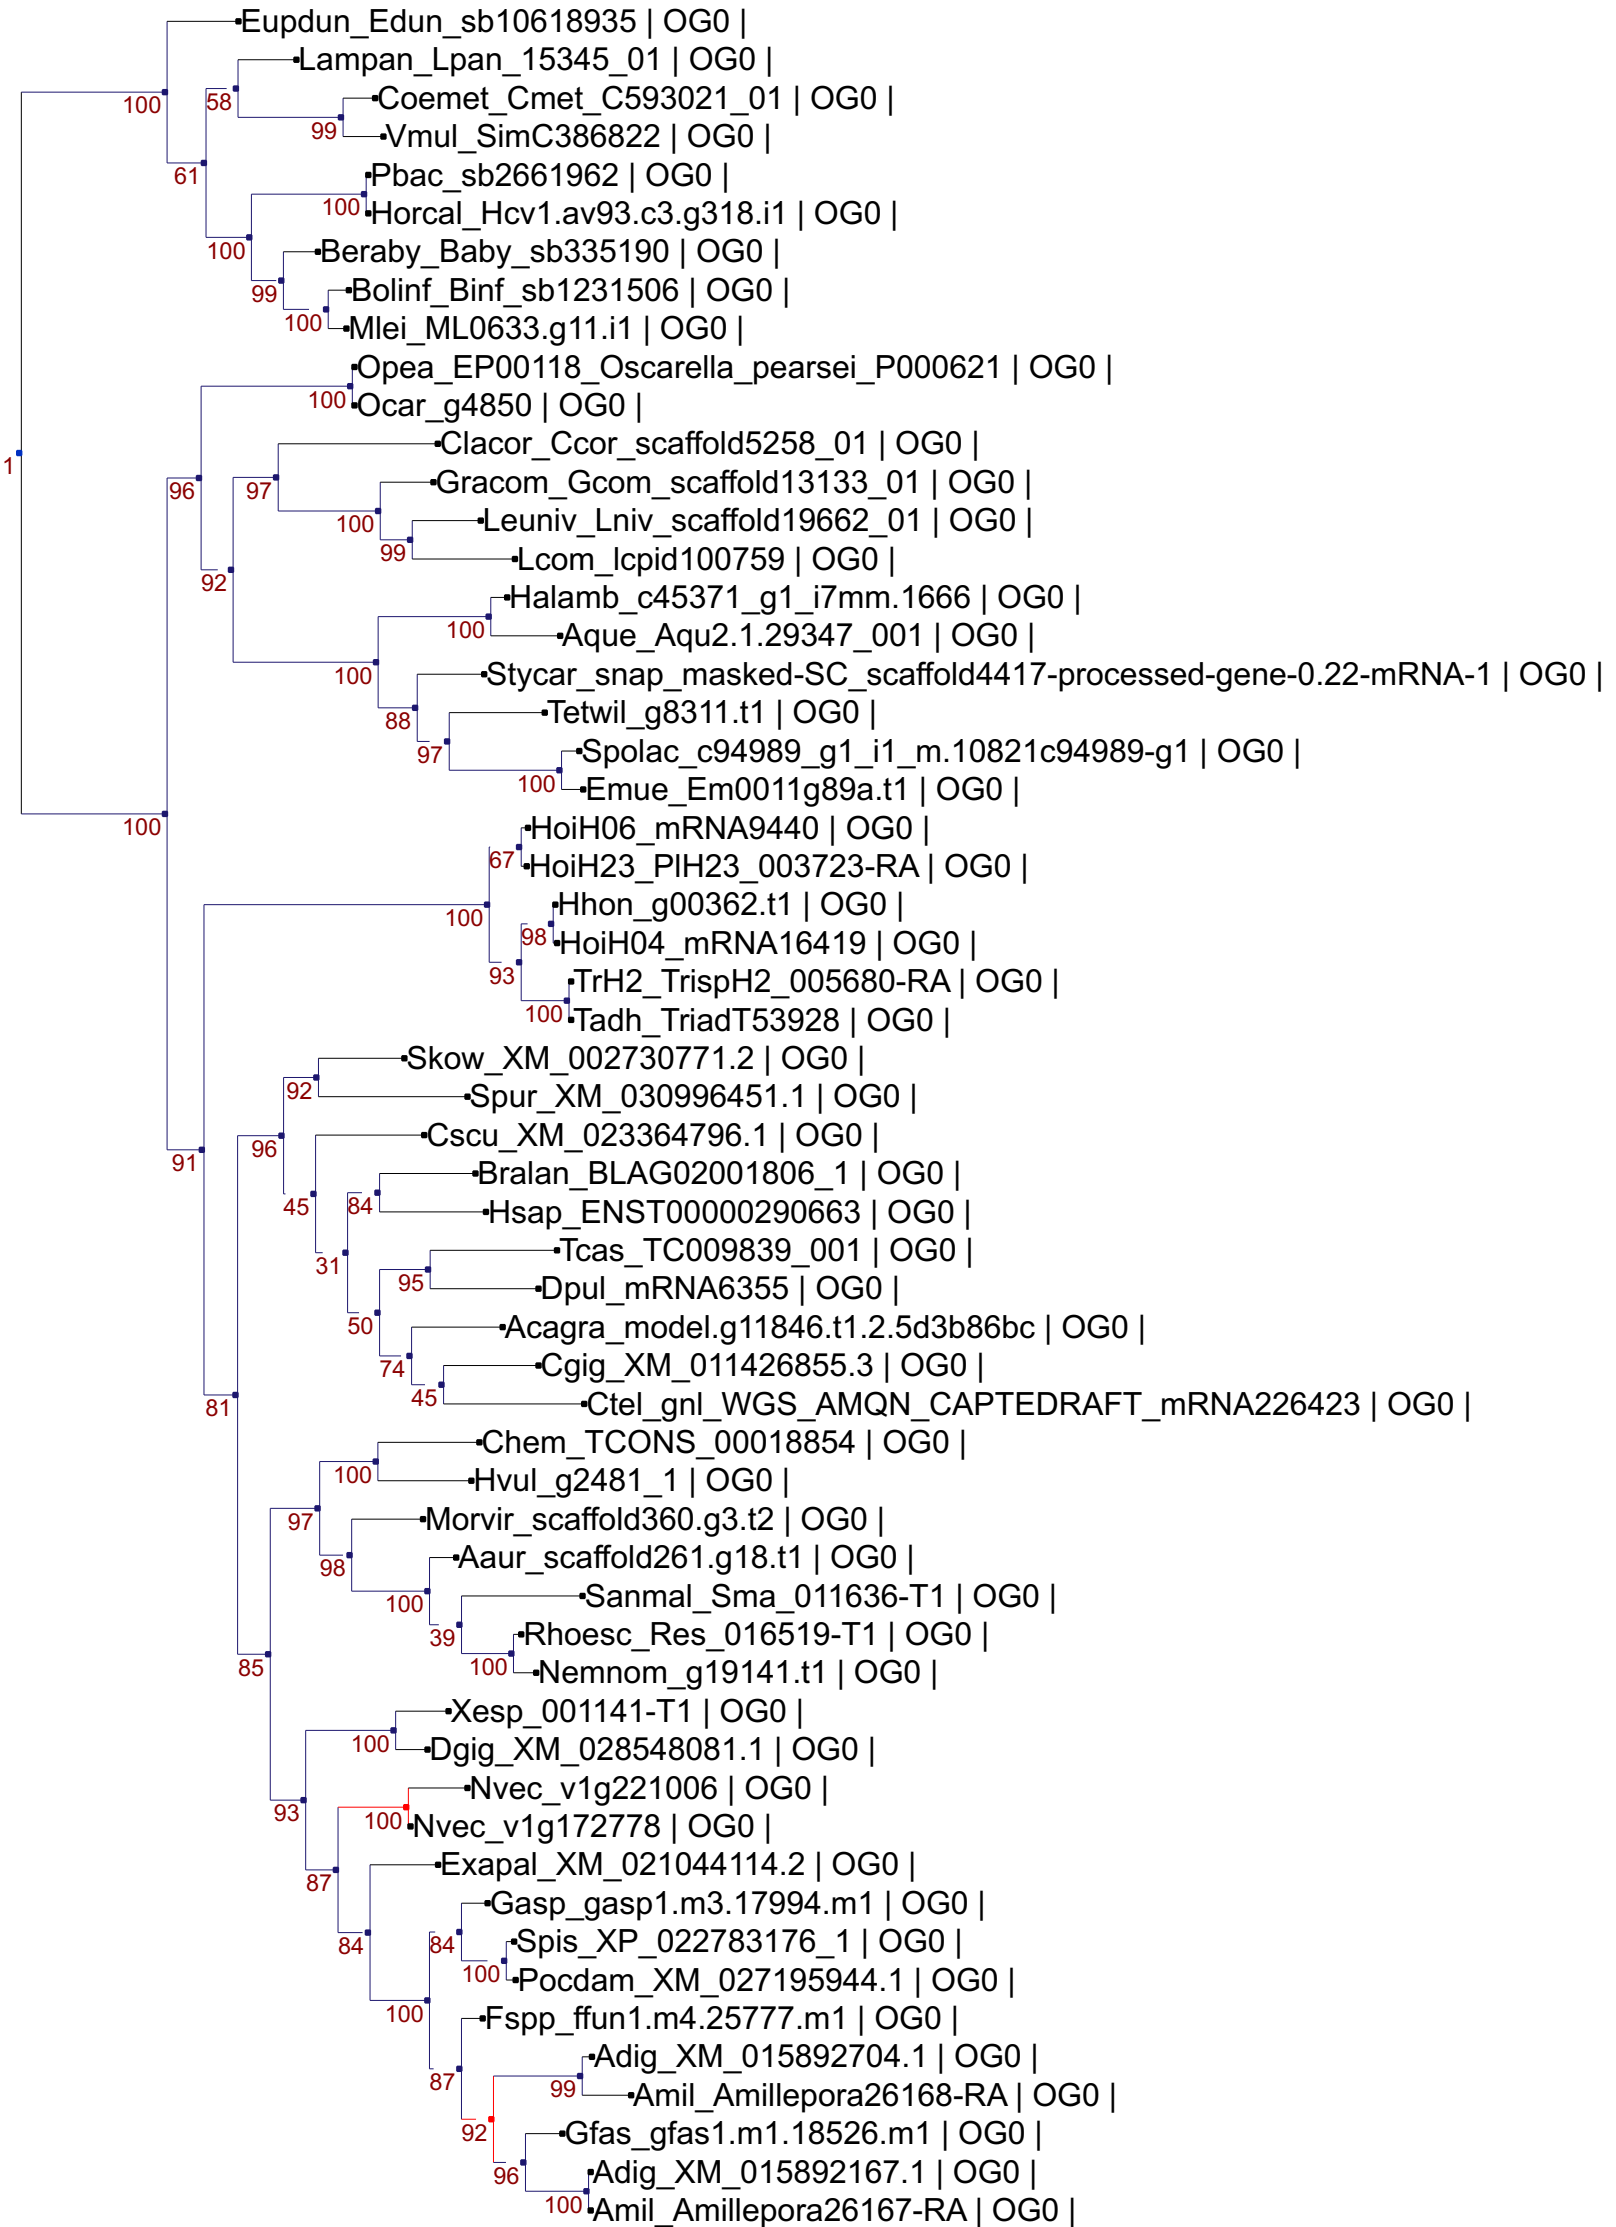 Eupdun_Edun_sb10618935 | OG0 |
Lampan_Lpan_15345_01 | OG0 |
58
Coemet_Cmet_C593021_01 | OG0 |
100
99
Vmul_SimC386822 | OG0 |
61
Pbac_sb2661962 | OG0 |
100
Horcal_Hcv1.av93.c3.g318.i1 | OG0 |
100
Beraby_Baby_sb335190 | OG0 |
99
Bolinf_Binf_sb1231506 | OG0 |
100
Mlei_ML0633.g11.i1 | OG0 |
Opea_EP00118_Oscarella_pearsei_P000621 | OG0 |
100
Ocar_g4850 | OG0 |
Clacor_Ccor_scaffold5258_01 | OG0 |
1
96
97
Gracom_Gcom_scaffold13133_01 | OG0 |
100
Leuniv_Lniv_scaffold19662_01 | OG0 |
99
Lcom_lcpid100759 | OG0 |
92
Halamb_c45371_g1_i7mm.1666 | OG0 |
100
Aque_Aqu2.1.29347_001 | OG0 |
100
Stycar_snap_masked-SC_scaffold4417-processed-gene-0.22-mRNA-1 | OG0 |
88
Tetwil_g8311.t1 | OG0 |
97
Spolac_c94989_g1_i1_m.10821c94989-g1 | OG0 |
100
Emue_Em0011g89a.t1 | OG0 |
100
HoiH06_mRNA9440 | OG0 |
67
HoiH23_PlH23_003723-RA | OG0 |
100
Hhon_g00362.t1 | OG0 |
98
HoiH04_mRNA16419 | OG0 |
93
TrH2_TrispH2_005680-RA | OG0 |
100
Tadh_TriadT53928 | OG0 |
Skow_XM_002730771.2 | OG0 |
92
Spur_XM_030996451.1 | OG0 |
96
Cscu_XM_023364796.1 | OG0 |
91
45
Bralan_BLAG02001806_1 | OG0 |
84
Hsap_ENST00000290663 | OG0 |
31
Tcas_TC009839_001 | OG0 |
95
Dpul_mRNA6355 | OG0 |
50
Acagra_model.g11846.t1.2.5d3b86bc | OG0 |
74
Cgig_XM_011426855.3 | OG0 |
45
Ctel_gnl_WGS_AMQN_CAPTEDRAFT_mRNA226423 | OG0 |
81
Chem_TCONS_00018854 | OG0 |
100
Hvul_g2481_1 | OG0 |
97
Morvir_scaffold360.g3.t2 | OG0 |
98
Aaur_scaffold261.g18.t1 | OG0 |
100
Sanmal_Sma_011636-T1 | OG0 |
39
Rhoesc_Res_016519-T1 | OG0 |
85
100
Nemnom_g19141.t1 | OG0 |
Xesp_001141-T1 | OG0 |
100
Dgig_XM_028548081.1 | OG0 |
Nvec_v1g221006 | OG0 |
93
100
Nvec_v1g172778 | OG0 |
87
Exapal_XM_021044114.2 | OG0 |
Gasp_gasp1.m3.17994.m1 | OG0 |
84
84
Spis_XP_022783176_1 | OG0 |
100
Pocdam_XM_027195944.1 | OG0 |
100
Fspp_ffun1.m4.25777.m1 | OG0 |
87
Adig_XM_015892704.1 | OG0 |
99
Amil_Amillepora26168-RA | OG0 |
92
Gfas_gfas1.m1.18526.m1 | OG0 |
96
Adig_XM_015892167.1 | OG0 |
100
Amil_Amillepora26167-RA | OG0 |